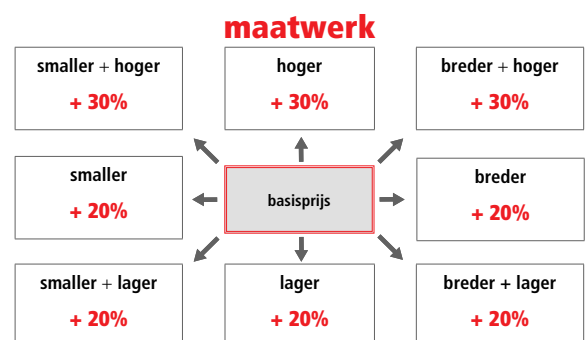 maatwerk
smaller + hoger
+ 30%
hoger
+ 30%
breder + hoger
+ 30%
smaller
+ 20%
basisprijs
breder
+ 20%
smaller + lager
+ 20%
lager
+ 20%
breder + lager
+ 20%